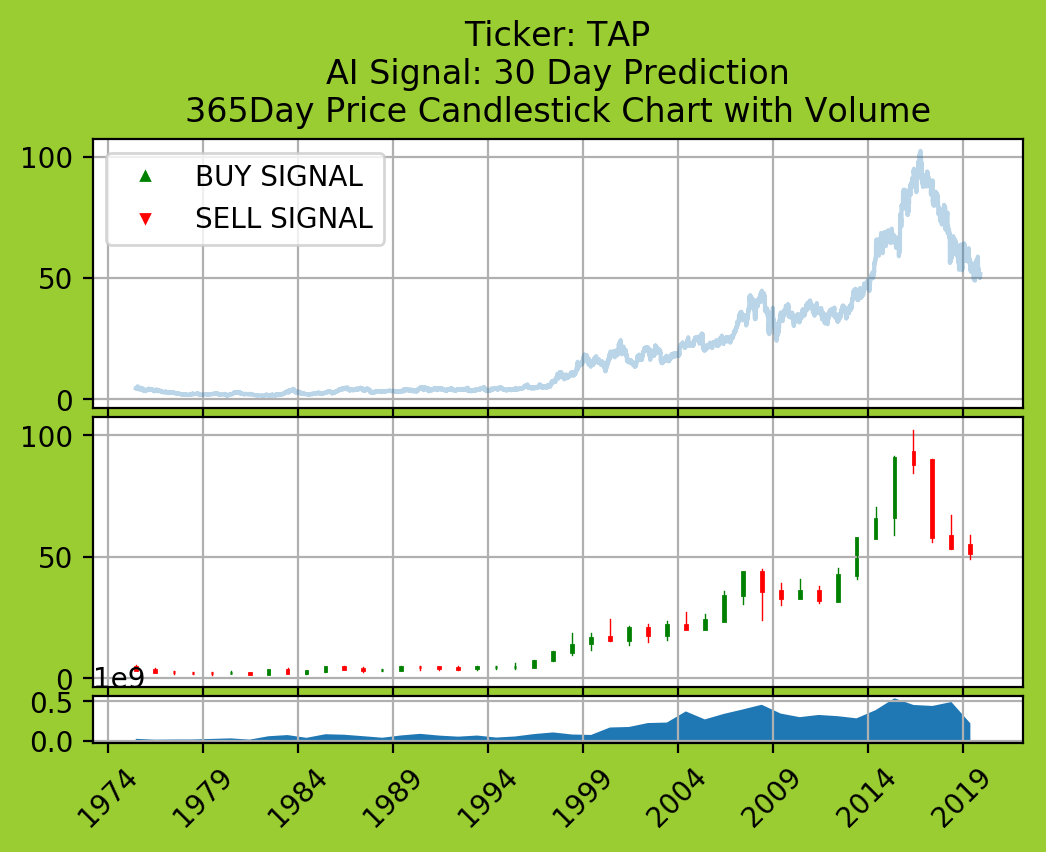 Ticker: TAP
AI Signal: 30 Day Prediction
365Day Price Candlestick Chart with Volume
100
50
0
BUY SIGNAL
SELL SIGNAL
100
50
0
1e9
0.5
0.0
1974 1979 1984 1989 1994 1999 2004 2009 2014 2019